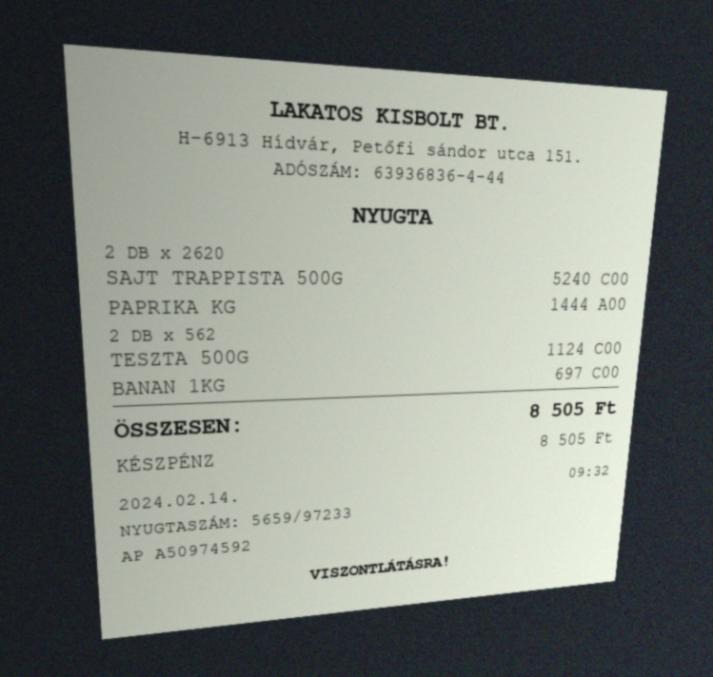 LAKATOS KISBOLT BT.
H-6913 Hídvár, Petőfi sándor utca 151.
ADÓSZÁM: 63936836-4-44
NYUGTA
2 DB x 2620
SAJT TRAPPISTA 500G 5240 C00
PAPRIKA KG 1444 A00
2 DB x 562
TESZTA 500G 1124 C00
BANAN 1KG 697 C00
ÖSSZESEN: 8 505 Ft
KÉSZPÉNZ 8 505 Ft
2024.02.14. 09:32
NYUGTASZÁM: 5659/97233
AP A50974592
VISZONTLÁTÁSRA!